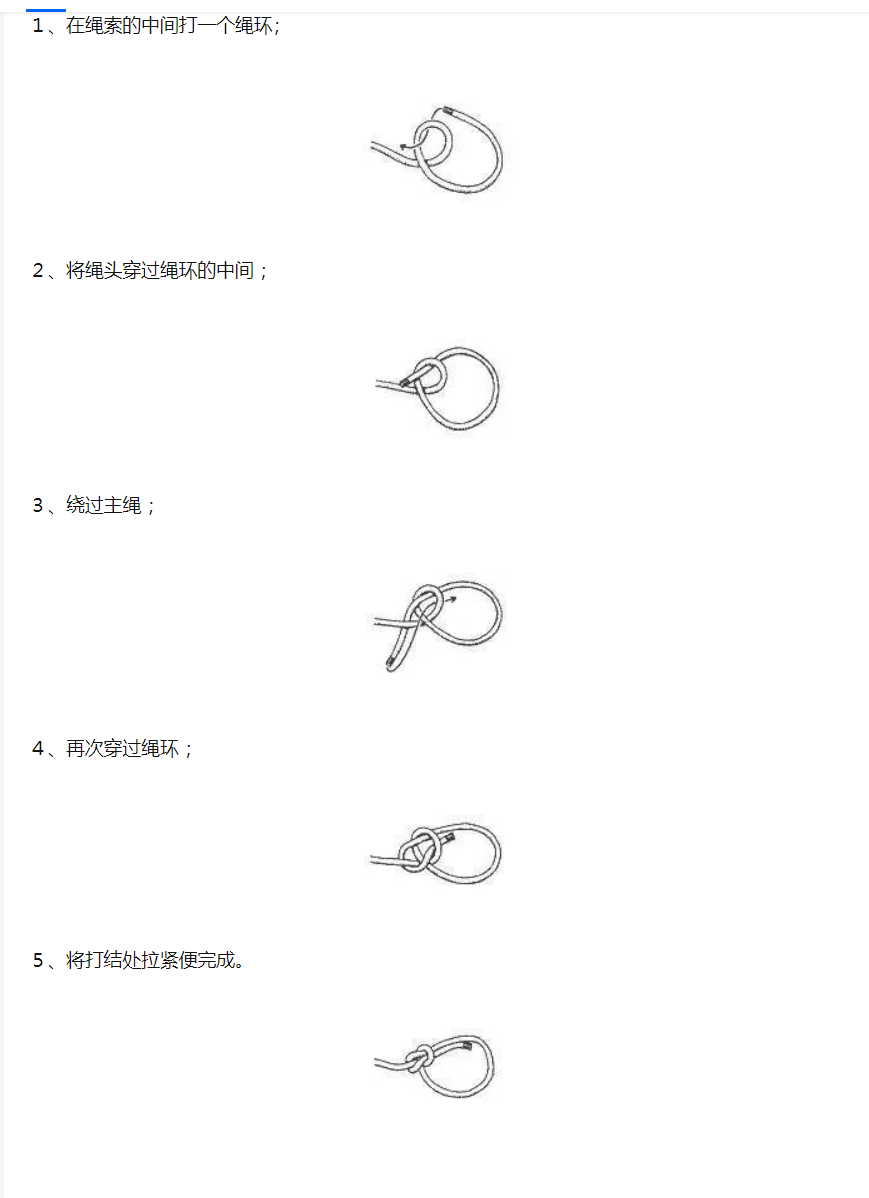 1、在绳索的中间打一个绳环;
2、将绳头穿过绳环的中间；
3、绕过主绳；
4、再次穿过绳环；
5、将打结处拉紧便完成。